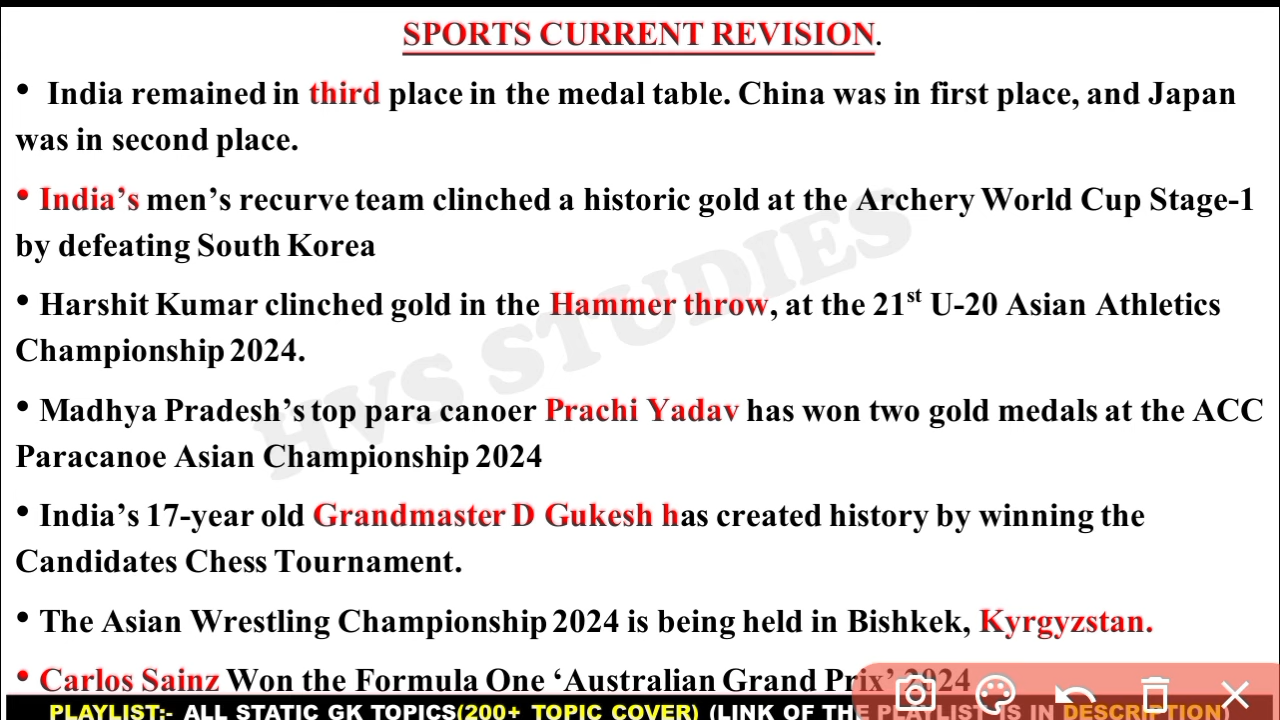 SPORTS CURRENT REVISION.
• India remained in third place in the medal table. China was in first place, and Japan
was in second place.
• India’s men’s recurve team clinched a historic gold at the Archery World Cup Stage-1
by defeating South Korea
• Harshit Kumar clinched gold in the Hammer throw, at the 21st U-20 Asian Athletics
Championship 2024.
• Madhya Pradesh’s top para canoer Prachi Yadav has won two gold medals at the ACC
Paracanoe Asian Championship 2024
• India’s 17-year old Grandmaster D Gukesh has created history by winning the
Candidates Chess Tournament.
• The Asian Wrestling Championship 2024 is being held in Bishkek, Kyrgyzstan.
• Carlos Sainz Won the Formula One ‘Australian Grand Prix’ 2024
PLAYLIST:- ALL STATIC GK TOPICS(200+ TOPIC COVER) (LINK OF THE PLAYLIST IS IN DESCRIPTION)
HVS STUDIES